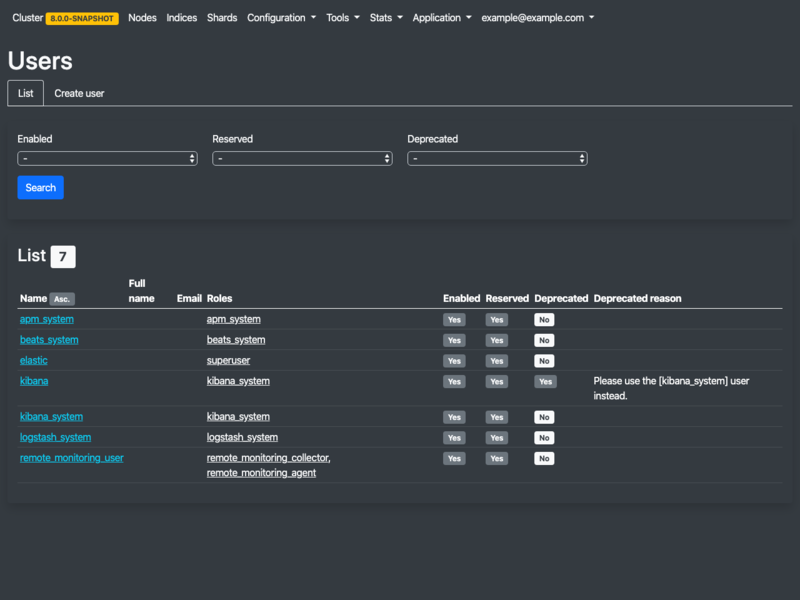 Cluster 8.0.0-SNAPSHOT Nodes Indices Shards Configuration Tools Stats Application example@example.com
Users
List Create user
Enabled Reserved Deprecated
- - -
Search
List 7
Name Asc. Full name Email Roles Enabled Reserved Deprecated Deprecated reason
apm_system apm_system Yes Yes No
beats_system beats_system Yes Yes No
elastic superuser Yes Yes No
kibana kibana_system Yes Yes Yes Please use the [kibana_system] user
instead.
kibana_system kibana_system Yes Yes No
logstash_system logstash_system Yes Yes No
remote_monitoring_user remote_monitoring_collector, Yes Yes No
remote_monitoring_agent